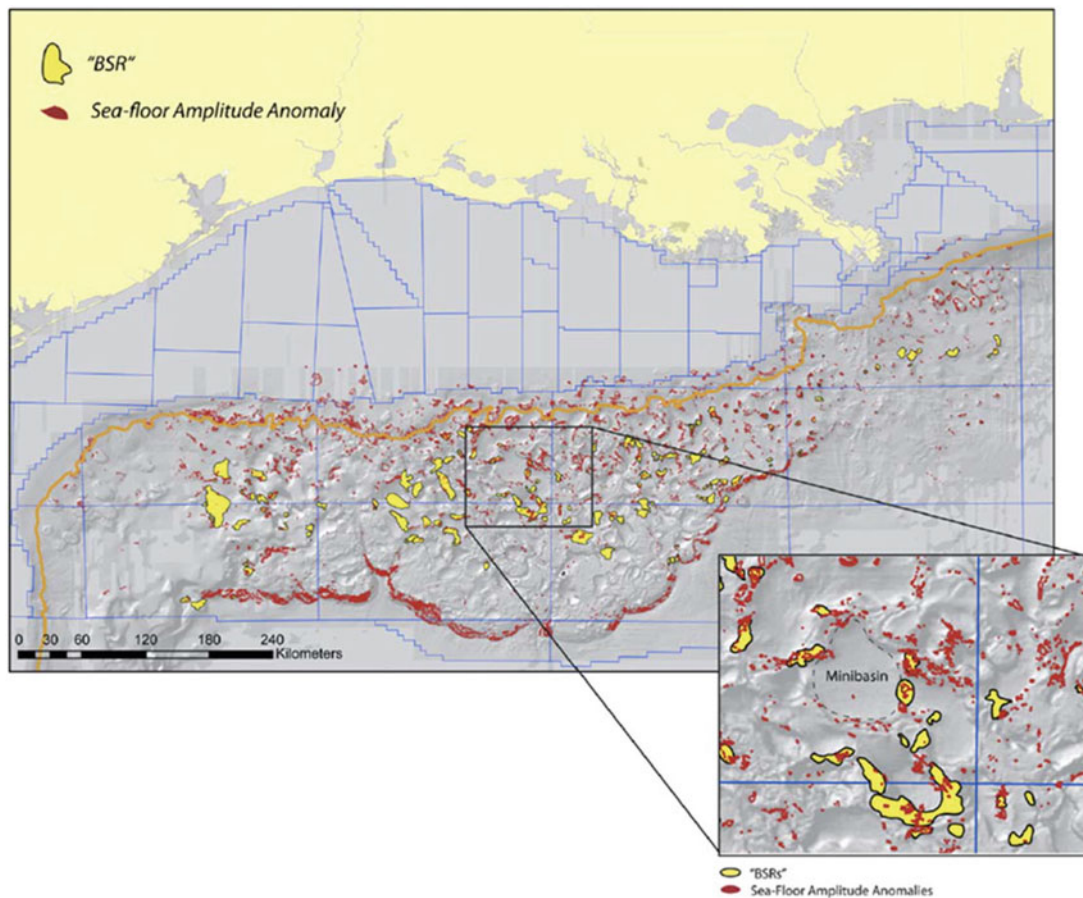 "BSR"
Sea-floor Amplitude Anomaly
0 30 60 120 180 240
Kilometers
Minibasin
"BSRs"
Sea-Floor Amplitude Anomalies